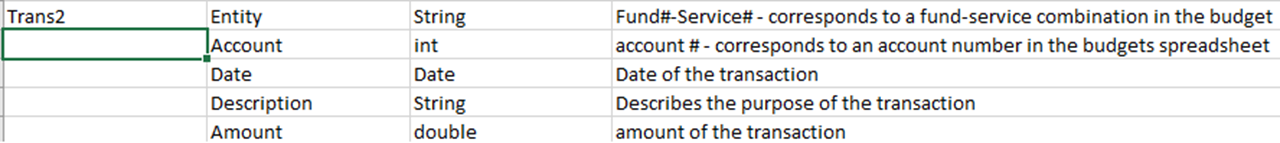 Trans2 Entity String Fund#-Service# - corresponds to a fund-service combination in the budget
Account int account # - corresponds to an account number in the budgets spreadsheet
Date Date Date of the transaction
Description String Describes the purpose of the transaction
Amount double amount of the transaction